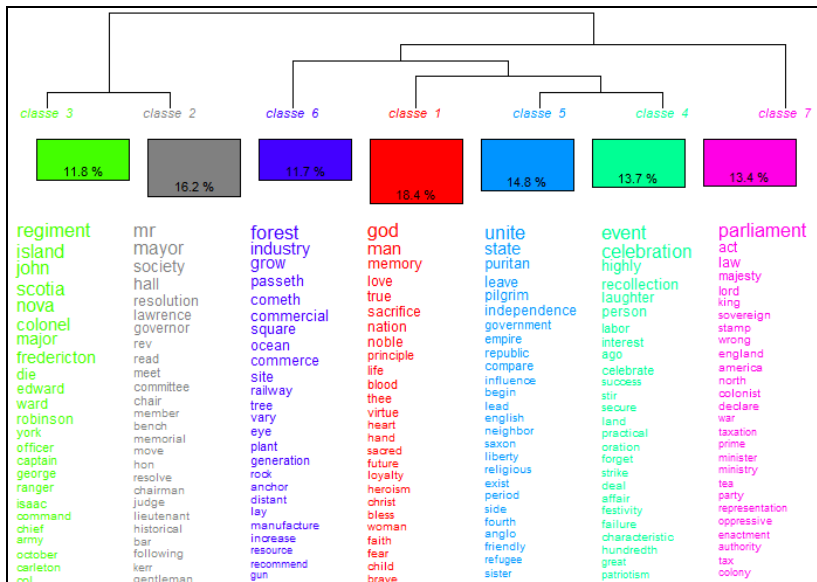 classe 3 classe 2 classe 6 classe 1 classe 5 classe 4 classe 7
11.8 % 16.2 % 11.7 % 18.4 % 14.8 % 13.7 % 13.4 %
regiment
island
john
scotia
nova
colonel
major
fredericton
die
edward
ward
robinson
york
officer
captain
george
ranger
isaac
command
chief
army
october
carleton
col
mr
mayor
society
hall
resolution
lawrence
governor
rev
read
meet
committee
chair
member
bench
memorial
move
hon
resolve
chairman
judge
lieutenant
historical
bar
following
kerr
gentleman
forest
industry
grow
passeth
cometh
commercial
square
ocean
commerce
site
railway
tree
vary
eye
plant
generation
rock
anchor
distant
lay
manufacture
increase
resource
recommend
gun
god
man
memory
love
true
sacrifice
nation
noble
principle
life
blood
thee
virtue
heart
hand
sacred
future
loyalty
heroism
christ
bless
woman
faith
fear
child
brave
unite
state
puritan
leave
pilgrim
independence
government
empire
republic
compare
influence
begin
lead
english
neighbor
saxon
liberty
religious
exist
period
side
fourth
anglo
friendly
refugee
sister
event
celebration
highly
recollection
laughter
person
labor
interest
ago
celebrate
success
stir
secure
land
practical
oration
forget
strike
deal
affair
festivity
failure
characteristic
hundredth
great
patriotism
parliament
act
law
majesty
lord
king
sovereign
stamp
wrong
england
america
north
colonist
declare
war
taxation
prime
minister
ministry
tea
party
representation
oppressive
enactment
authority
tax
colony